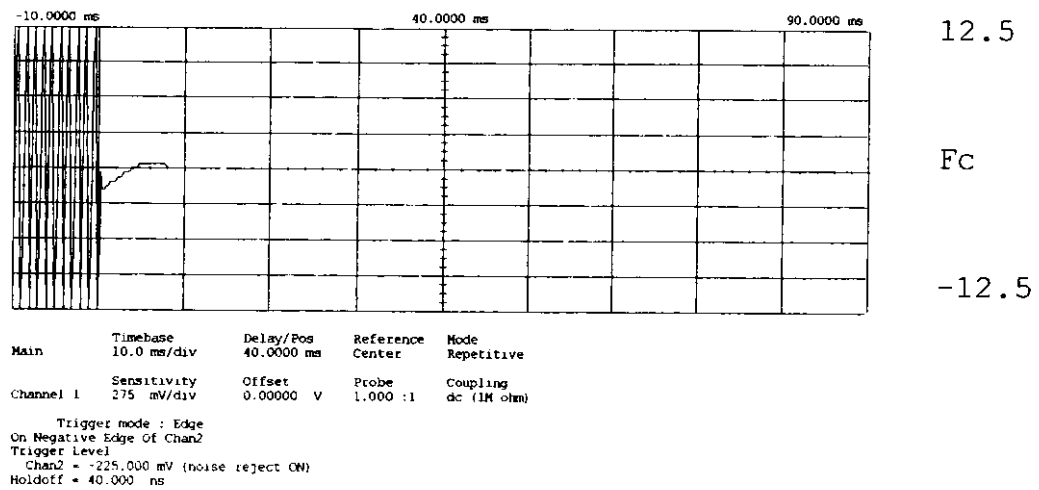 -10.0000 ms 40.0000 ms 90.0000 ms
12.5
Fc
-12.5
Timebase Delay/Pos Reference Mode
Main 10.0 ms/div 40.0000 ms Center Repetitive
Sensitivity Offset Probe Coupling
Channel 1 275 mV/div 0.00000 V 1.000 :1 dc (1M ohm)
Trigger mode : Edge
On Negative Edge Of Chan2
Trigger Level
Chan2 = -225.000 mV (noise reject ON)
Holdoff = 40.000 ns